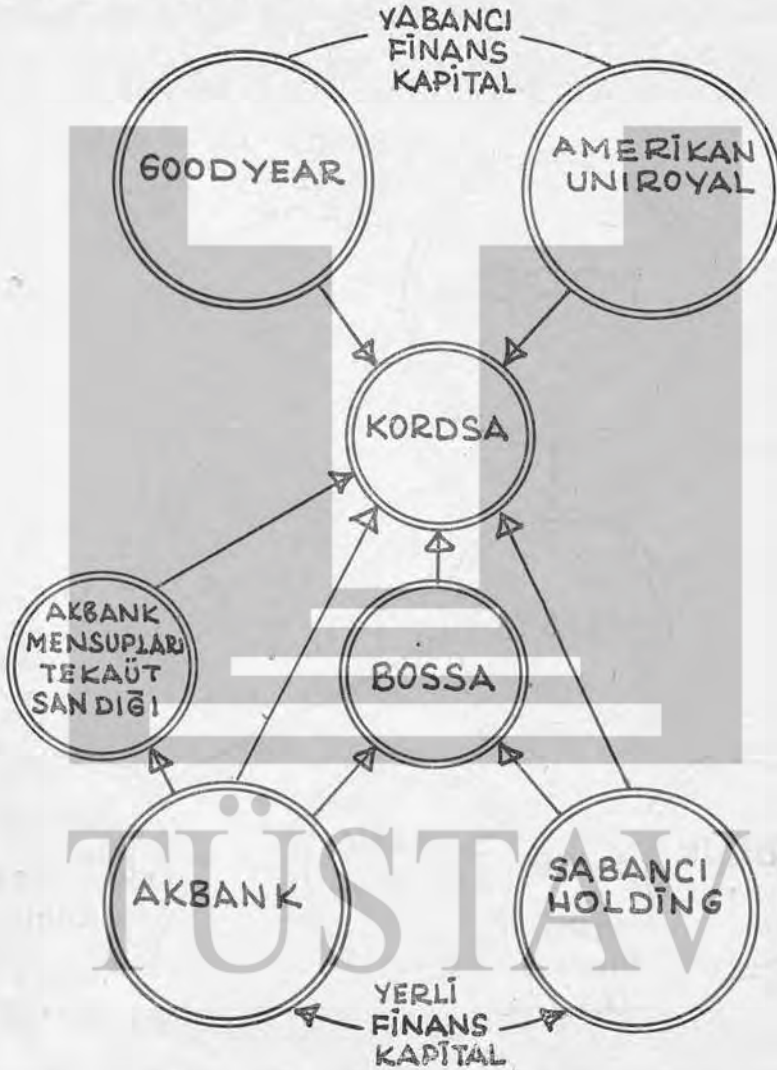 YABANCI
FİNANS
KAPİTAL
GOODYEAR
AMERİKAN
UNIROYAL
KORDSA
AKBANK
MENSUPLARI
TEKAÜT
SANDIĞI
BOSSA
AKBANK
SABANCI
HOLDİNG
TÜSTAV
YERLİ
FİNANS
KAPİTAL